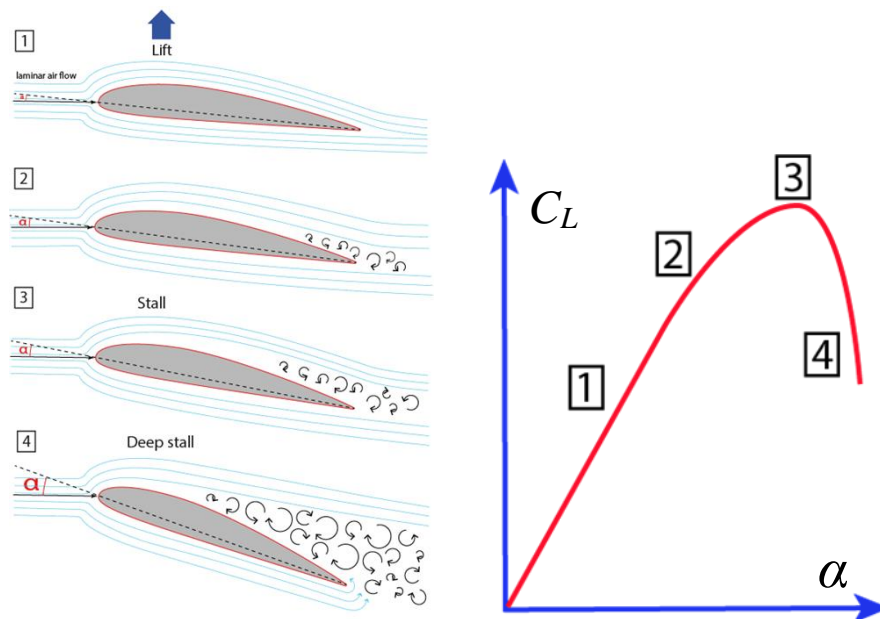 1
Lift
laminar air flow
2
α
3
Stall
α
4
Deep stall
α
C_L
3
2
1
4
α